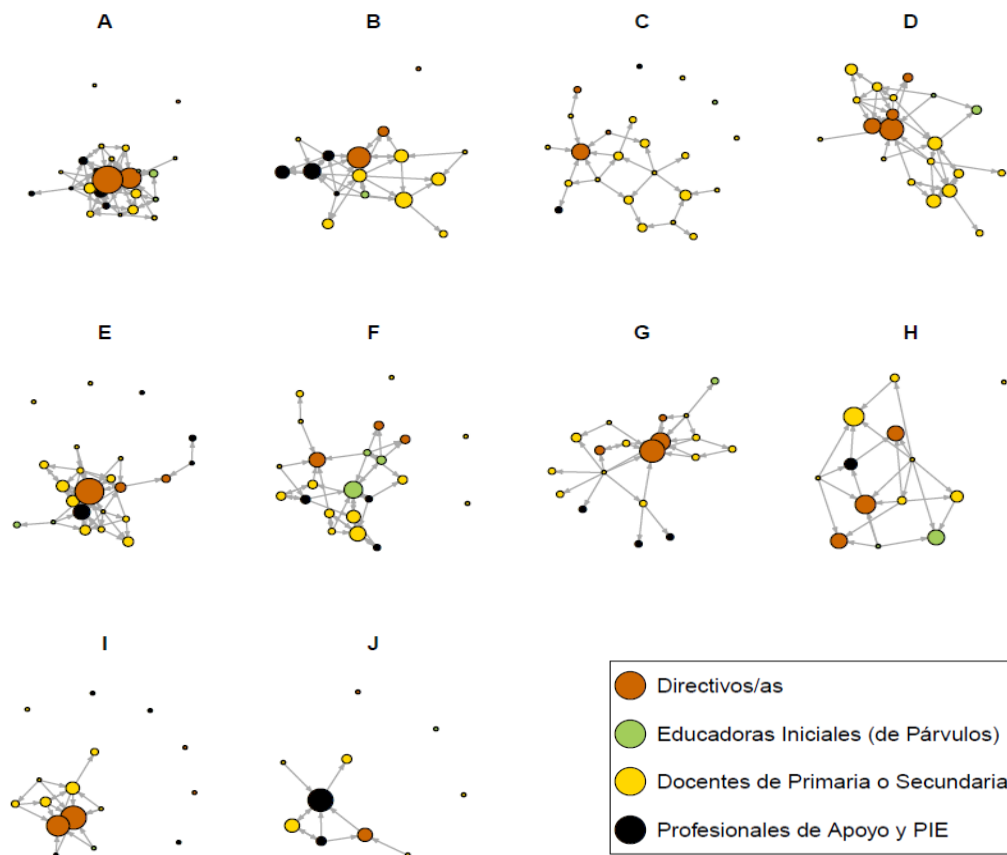 A
B
C
D
E
F
G
H
I
J
Directivos/as
Educadoras Iniciales (de Párvulos)
Docentes de Primaria o Secundaria
Profesionales de Apoyo y PIE